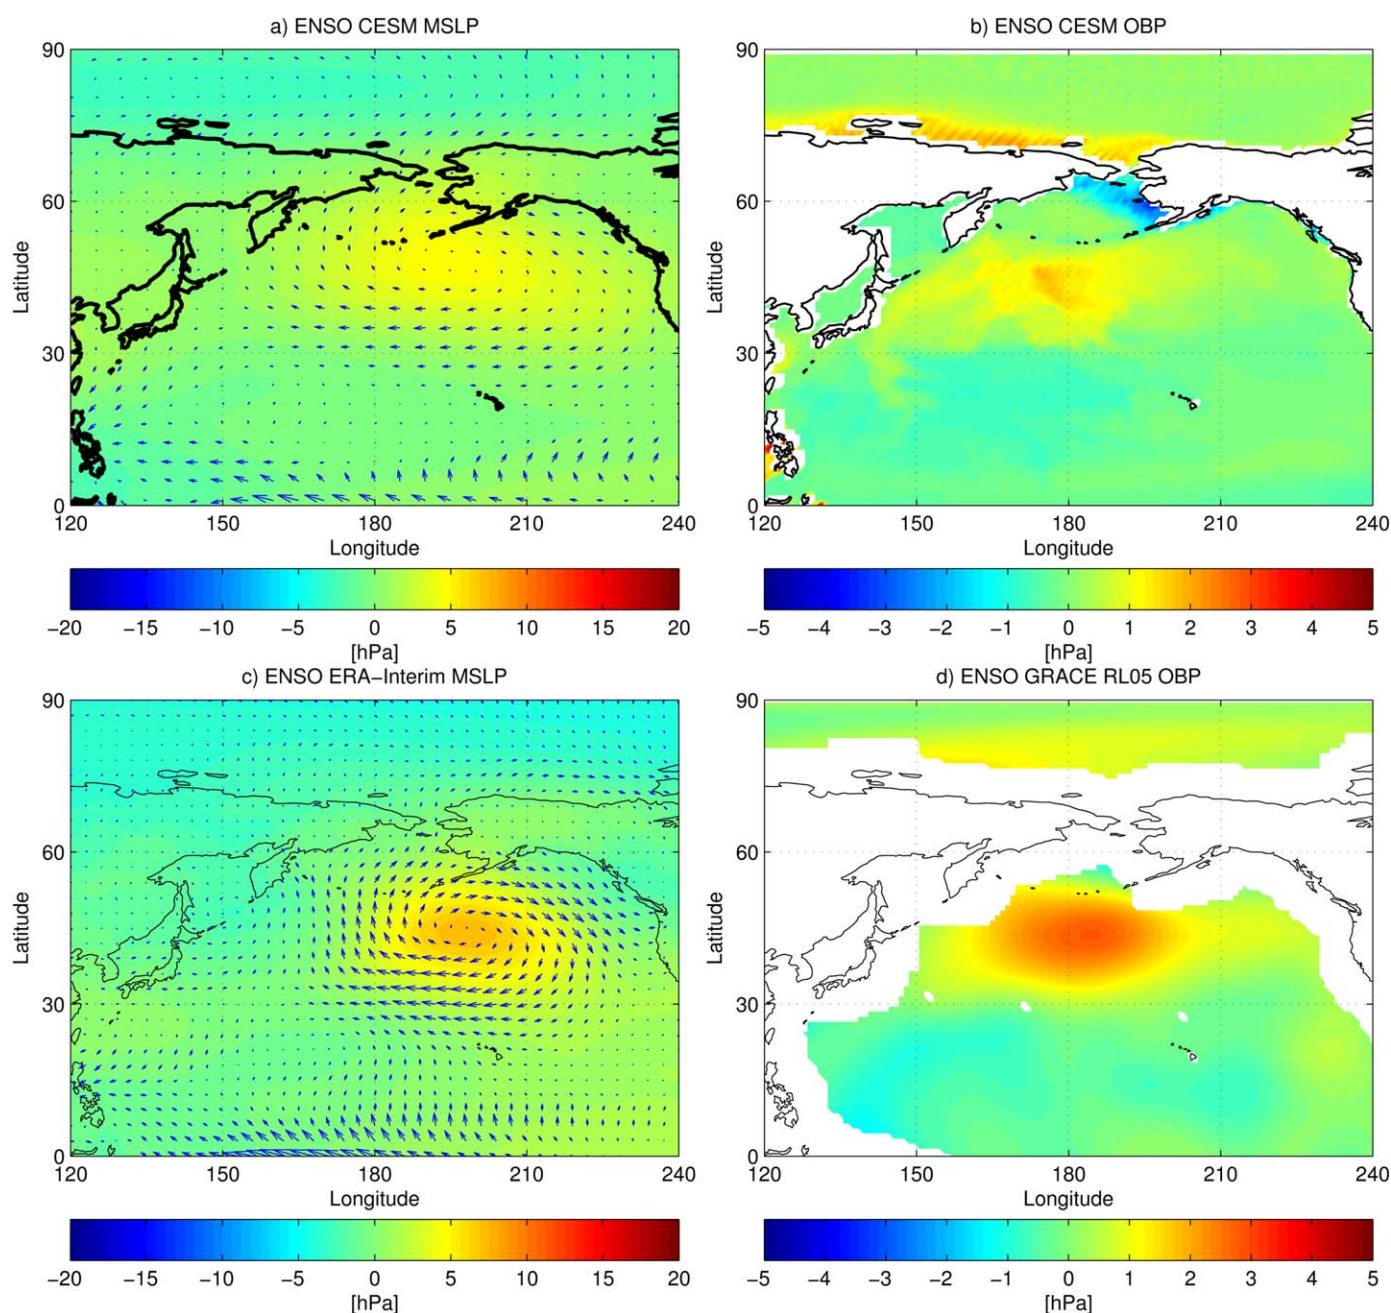 a) ENSO CESM MSLP
b) ENSO CESM OBP
90
60
30
0
Latitude
120 150 180 210 240
Longitude
90
60
30
0
Latitude
120 150 180 210 240
Longitude
−20 −15 −10 −5 0 5 10 15 20
[hPa]
−5 −4 −3 −2 −1 0 1 2 3 4 5
[hPa]
c) ENSO ERA−Interim MSLP
d) ENSO GRACE RL05 OBP
90
60
30
0
Latitude
120 150 180 210 240
Longitude
90
60
30
0
Latitude
120 150 180 210 240
Longitude
−20 −15 −10 −5 0 5 10 15 20
[hPa]
−5 −4 −3 −2 −1 0 1 2 3 4 5
[hPa]